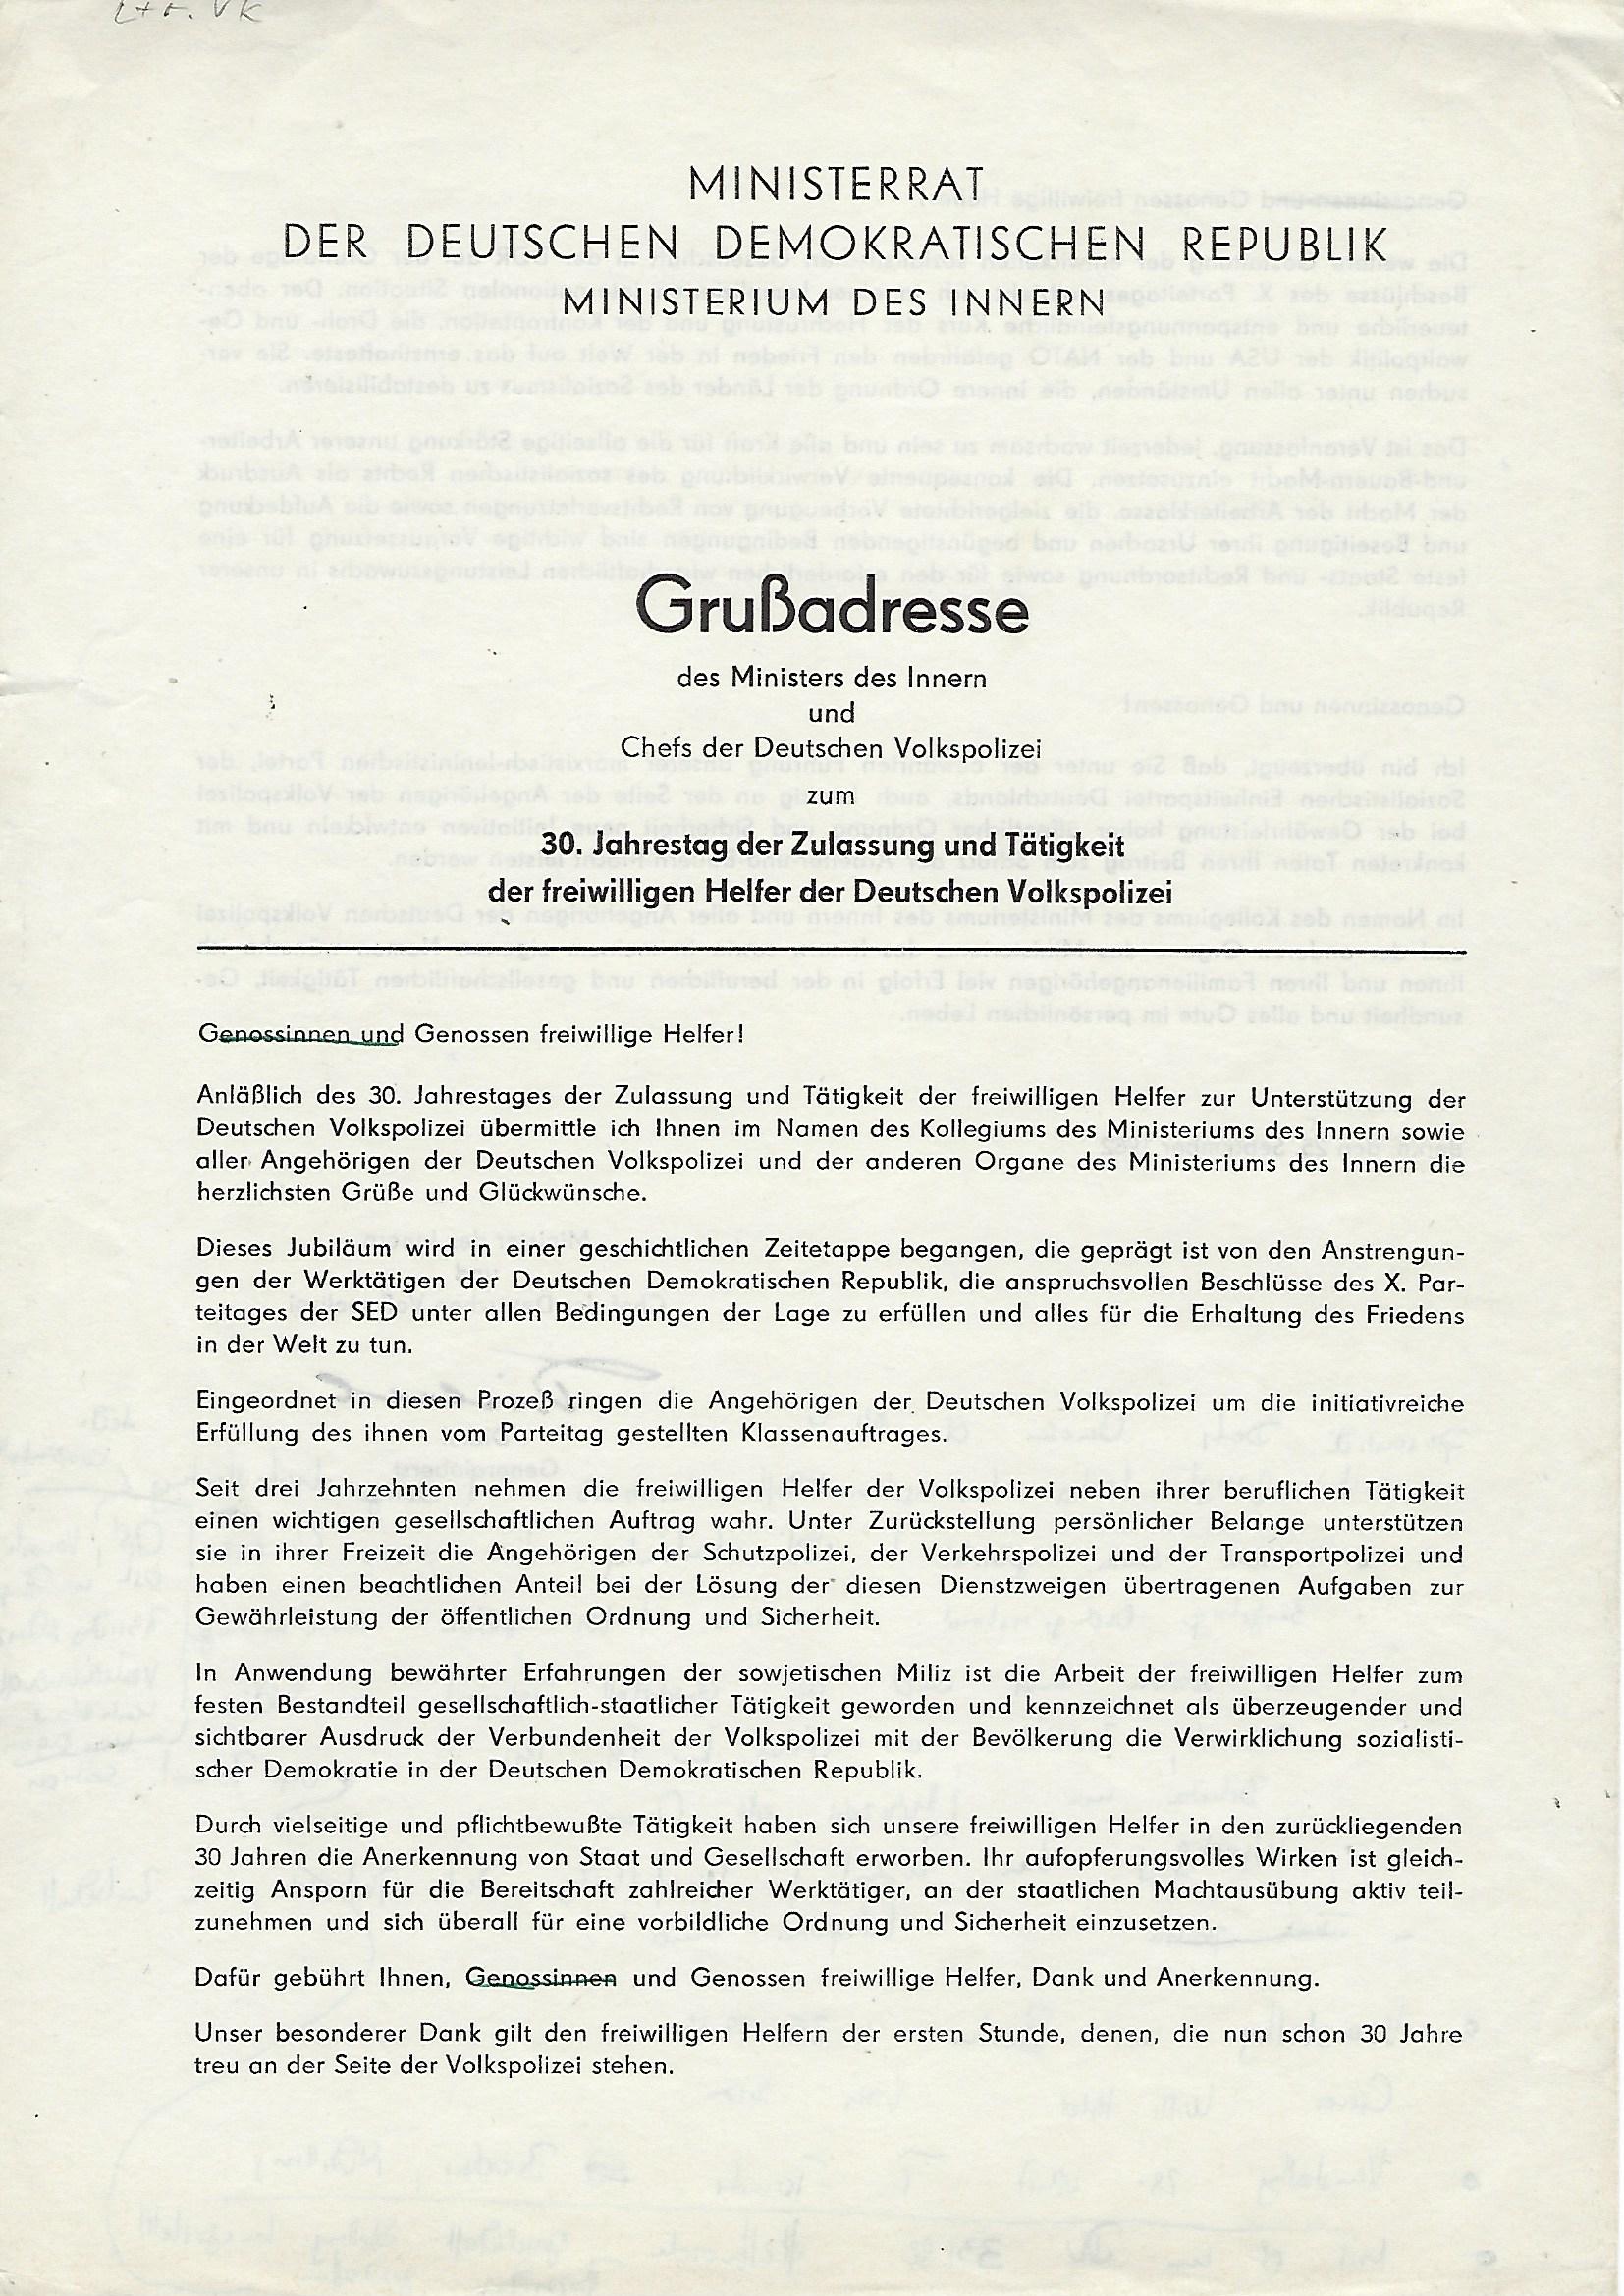 Ltr. VK
MINISTERRAT
DER DEUTSCHEN DEMOKRATISCHEN REPUBLIK
MINISTERIUM DES INNERN
Grußadresse
des Ministers des Innern
und
Chefs der Deutschen Volkspolizei
zum
30. Jahrestag der Zulassung und Tätigkeit
der freiwilligen Helfer der Deutschen Volkspolizei
Genossinnen und Genossen freiwillige Helfer!
Anläßlich des 30. Jahrestages der Zulassung und Tätigkeit der freiwilligen Helfer zur Unterstützung der
Deutschen Volkspolizei übermittle ich Ihnen im Namen des Kollegiums des Ministeriums des Innern sowie
aller Angehörigen der Deutschen Volkspolizei und der anderen Organe des Ministeriums des Innern die
herzlichsten Grüße und Glückwünsche.
Dieses Jubiläum wird in einer geschichtlichen Zeitetappe begangen, die geprägt ist von den Anstrengun-
gen der Werktätigen der Deutschen Demokratischen Republik, die anspruchsvollen Beschlüsse des X. Par-
teitages der SED unter allen Bedingungen der Lage zu erfüllen und alles für die Erhaltung des Friedens
in der Welt zu tun.
Eingeordnet in diesen Prozeß ringen die Angehörigen der Deutschen Volkspolizei um die initiativreiche
Erfüllung des ihnen vom Parteitag gestellten Klassenauftrages.
Seit drei Jahrzehnten nehmen die freiwilligen Helfer der Volkspolizei neben ihrer beruflichen Tätigkeit
einen wichtigen gesellschaftlichen Auftrag wahr. Unter Zurückstellung persönlicher Belange unterstützen
sie in ihrer Freizeit die Angehörigen der Schutzpolizei, der Verkehrspolizei und der Transportpolizei und
haben einen beachtlichen Anteil bei der Lösung der diesen Dienstzweigen übertragenen Aufgaben zur
Gewährleistung der öffentlichen Ordnung und Sicherheit.
In Anwendung bewährter Erfahrungen der sowjetischen Miliz ist die Arbeit der freiwilligen Helfer zum
festen Bestandteil gesellschaftlich-staatlicher Tätigkeit geworden und kennzeichnet als überzeugender und
sichtbarer Ausdruck der Verbundenheit der Volkspolizei mit der Bevölkerung die Verwirklichung sozialisti-
scher Demokratie in der Deutschen Demokratischen Republik.
Durch vielseitige und pflichtbewußte Tätigkeit haben sich unsere freiwilligen Helfer in den zurückliegenden
30 Jahren die Anerkennung von Staat und Gesellschaft erworben. Ihr aufopferungsvolles Wirken ist gleich-
zeitig Ansporn für die Bereitschaft zahlreicher Werktätiger, an der staatlichen Machtausübung aktiv teil-
zunehmen und sich überall für eine vorbildliche Ordnung und Sicherheit einzusetzen.
Dafür gebührt Ihnen, Genossinnen und Genossen freiwillige Helfer, Dank und Anerkennung.
Unser besonderer Dank gilt den freiwilligen Helfern der ersten Stunde, denen, die nun schon 30 Jahre
treu an der Seite der Volkspolizei stehen.